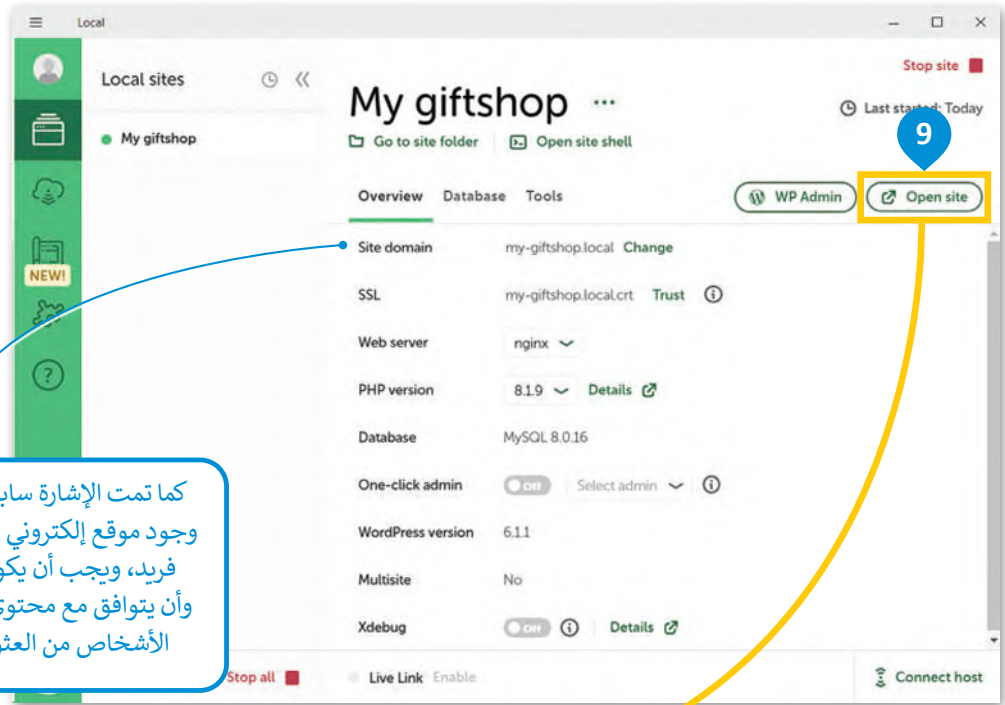 Local
Local sites
My giftshop
NEW!
My giftshop ...
Stop site
Last started: Today
9
Go to site folder
Open site shell
Overview Database Tools
WP Admin
Open site
Site domain my-giftshop.local Change
SSL my-giftshop.local.crt Trust
Web server nginx
PHP version 8.1.9 Details
Database MySQL 8.0.16
One-click admin Off Select admin
WordPress version 6.1.1
Multisite No
Xdebug Off Details
كما تمت الإشارة
وجود موقع إلكتروني
فريد، ويجب أن
وأن يتوافق مع
الأشخاص من
Stop all
Live Link Enable
Connect host